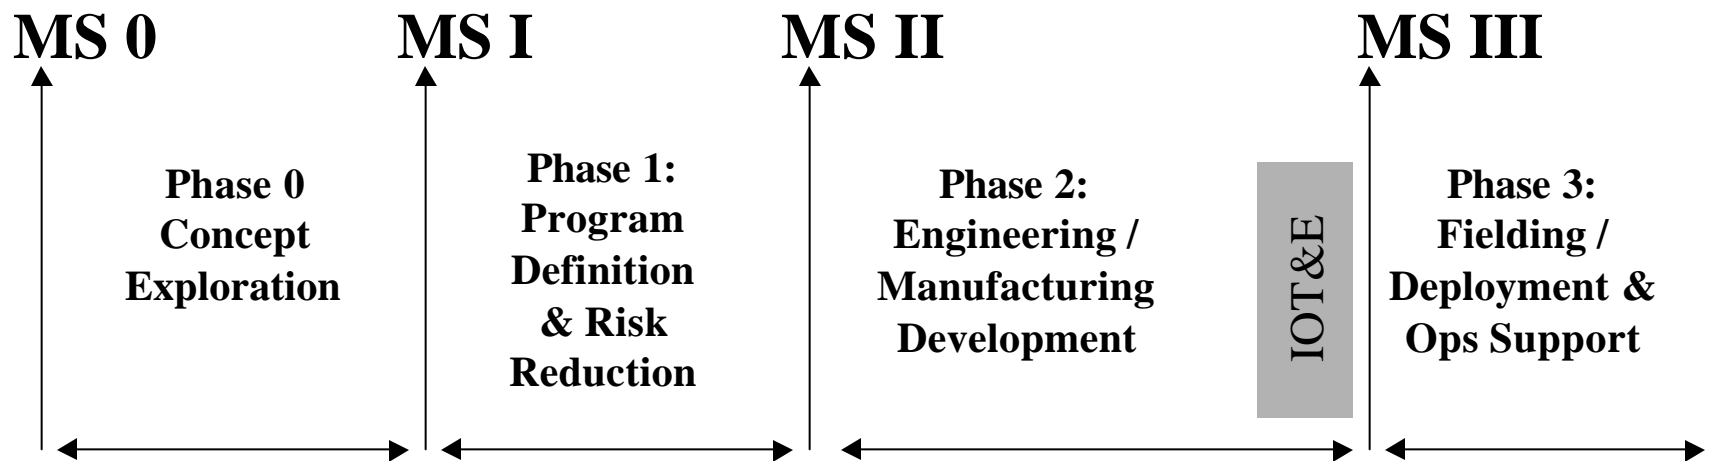 MS 0
MS I
MS II
MS III
Phase 0
Concept
Exploration
Phase 1:
Program
Definition
& Risk
Reduction
Phase 2:
Engineering /
Manufacturing
Development
IOT&E
Phase 3:
Fielding /
Deployment &
Ops Support